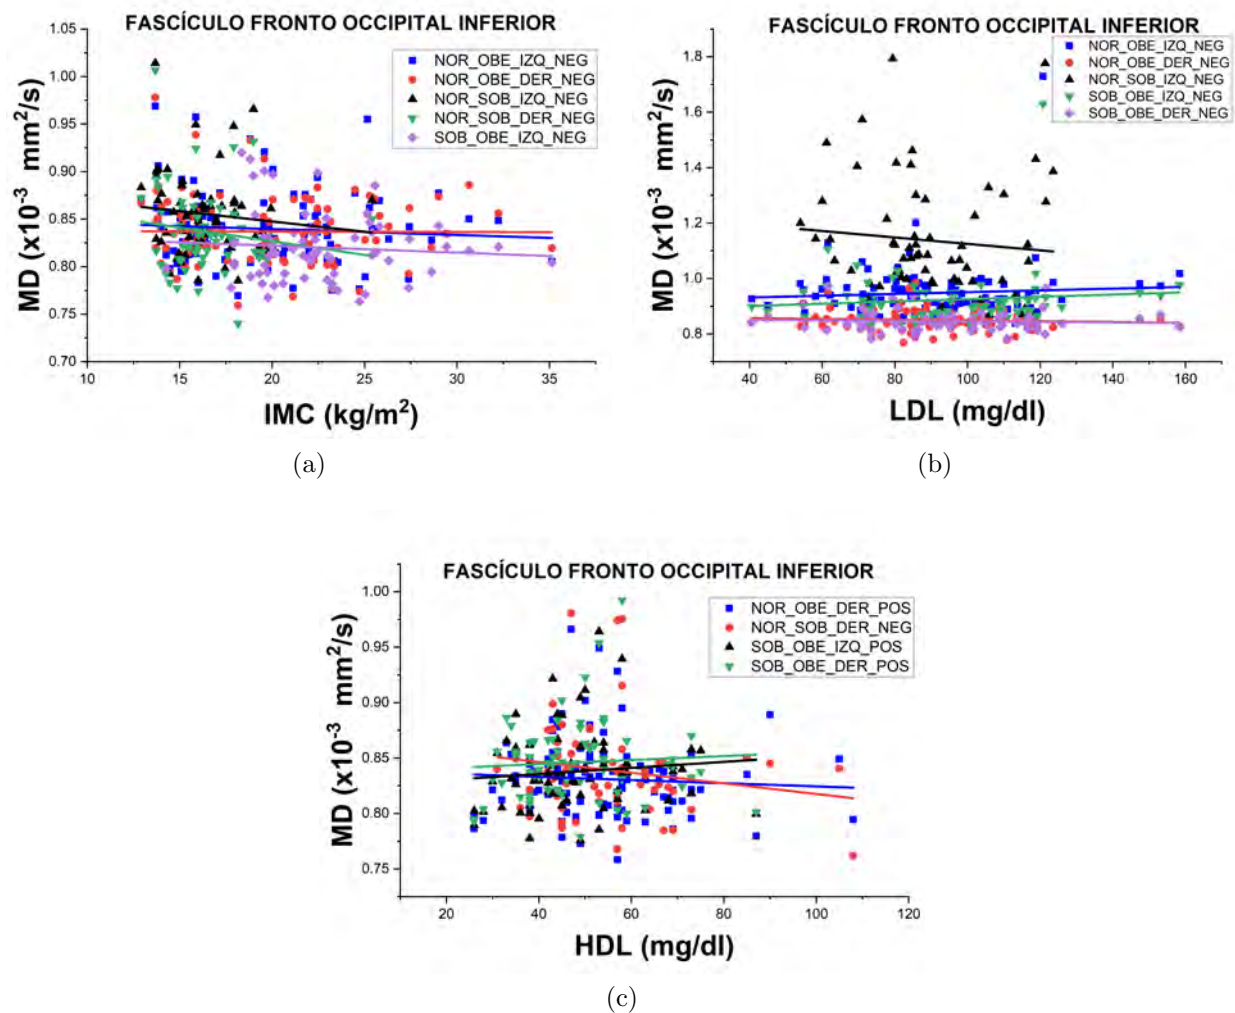 FASCÍCULO FRONTO OCCIPITAL INFERIOR
NOR_OBE_IZQ_NEG
NOR_OBE_DER_NEG
NOR_SOB_IZQ_NEG
NOR_SOB_DER_NEG
SOB_OBE_IZQ_NEG
MD (x10⁻³ mm²/s)
1.05
1.00
0.95
0.90
0.85
0.80
0.75
0.70
10 15 20 25 30 35
IMC (kg/m²)
(a)
FASCÍCULO FRONTO OCCIPITAL INFERIOR
NOR_OBE_IZQ_NEG
NOR_OBE_DER_NEG
NOR_SOB_IZQ_NEG
SOB_OBE_IZQ_NEG
SOB_OBE_DER_NEG
MD (x10⁻³ mm²/s)
1.8
1.6
1.4
1.2
1.0
0.8
40 60 80 100 120 140 160
LDL (mg/dl)
(b)
FASCÍCULO FRONTO OCCIPITAL INFERIOR
NOR_OBE_DER_POS
NOR_SOB_DER_NEG
SOB_OBE_IZQ_POS
SOB_OBE_DER_POS
MD (x10⁻³ mm²/s)
1.00
0.95
0.90
0.85
0.80
0.75
20 40 60 80 100 120
HDL (mg/dl)
(c)